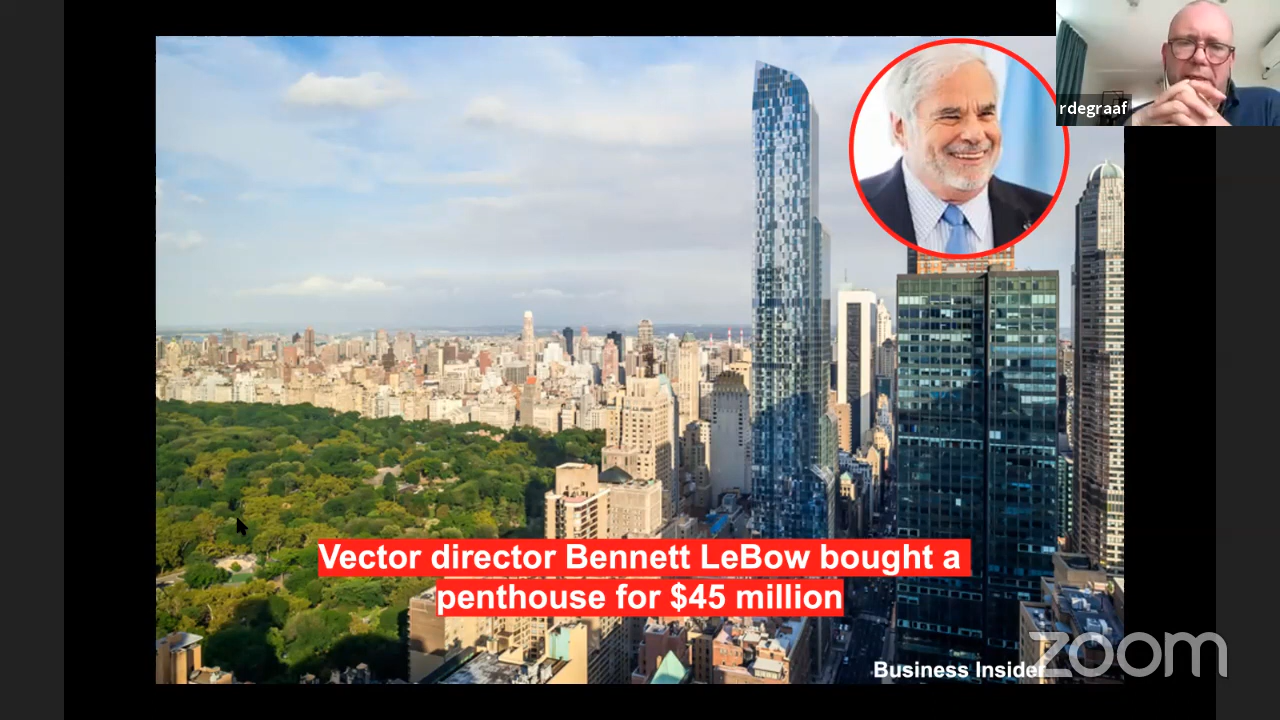 rdegraaf
Vector director Bennett LeBow bought a
penthouse for $45 million
Business Insider
zoom